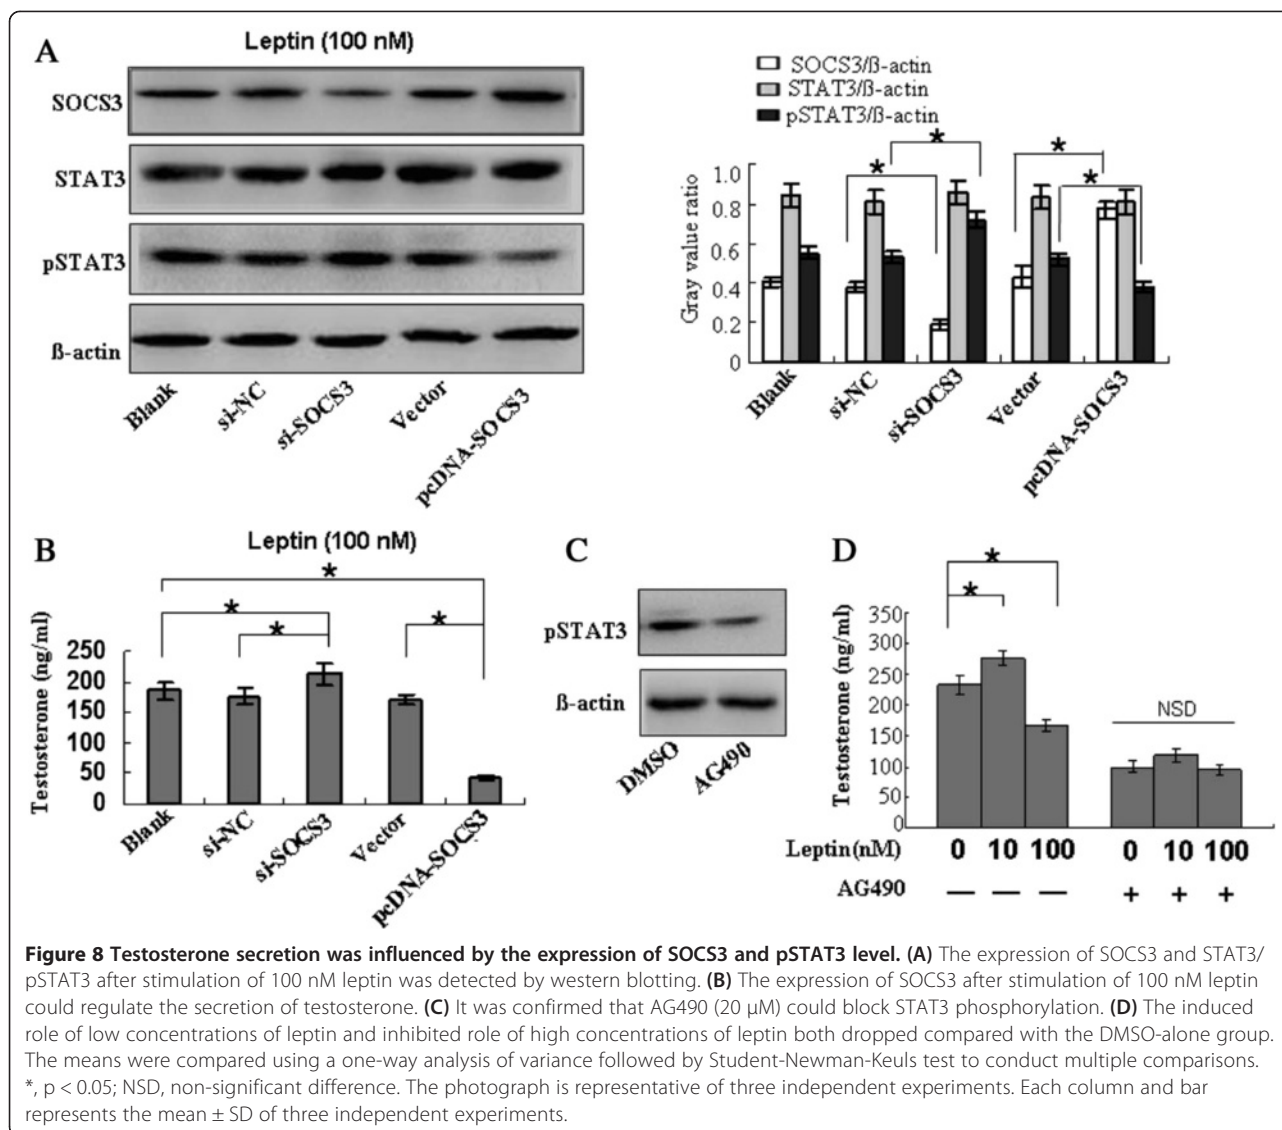 A
Leptin (100 nM)
SOCS3
STAT3
pSTAT3
ß-actin
Blank
si-NC
si-SOCS3
Vector
pcDNA-SOCS3
SOCS3/ß-actin
STAT3/ß-actin
pSTAT3/ß-actin
* * * *
Gray value ratio
1.0
0.8
0.6
0.4
0.2
0
Blank
si-NC
si-SOCS3
Vector
pcDNA-SOCS3
B
Leptin (100 nM)
* * * *
Testosterone (ng/ml)
250
200
150
100
50
0
Blank
si-NC
si-SOCS3
Vector
pcDNA-SOCS3
C
pSTAT3
ß-actin
DMSO
AG490
D
* *
Testosterone (ng/ml)
350
300
250
200
150
100
50
0
NSD
Leptin(nM) 0 10 100 0 10 100
AG490 — — — + + +
Figure 8 Testosterone secretion was influenced by the expression of SOCS3 and pSTAT3 level. (A) The expression of SOCS3 and STAT3/
pSTAT3 after stimulation of 100 nM leptin was detected by western blotting. (B) The expression of SOCS3 after stimulation of 100 nM leptin
could regulate the secretion of testosterone. (C) It was confirmed that AG490 (20 μM) could block STAT3 phosphorylation. (D) The induced
role of low concentrations of leptin and inhibited role of high concentrations of leptin both dropped compared with the DMSO-alone group.
The means were compared using a one-way analysis of variance followed by Student-Newman-Keuls test to conduct multiple comparisons.
*, p < 0.05; NSD, non-significant difference. The photograph is representative of three independent experiments. Each column and bar
represents the mean ± SD of three independent experiments.